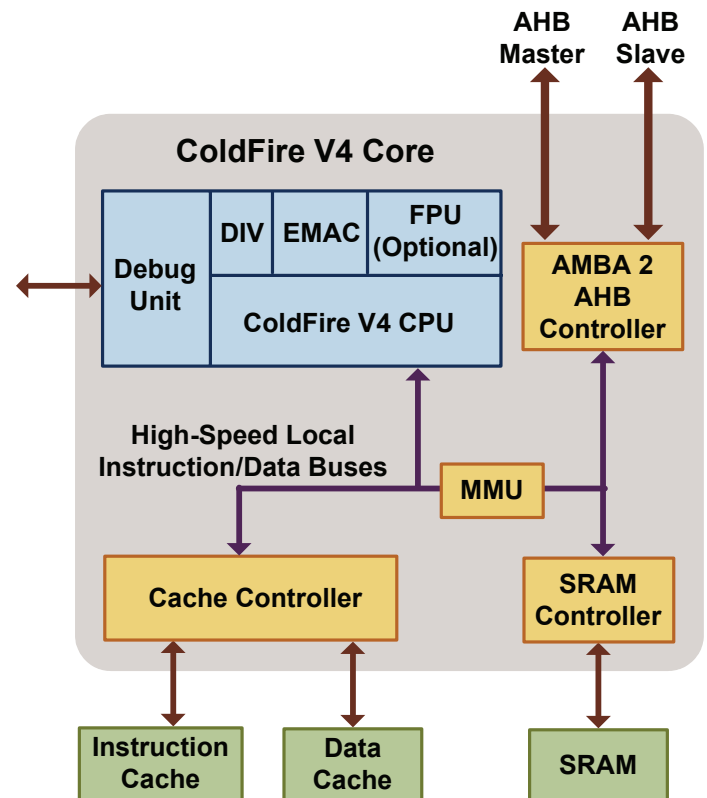 AHB
Master
AHB
Slave
ColdFire V4 Core
Debug
Unit
DIV
EMAC
FPU
(Optional)
ColdFire V4 CPU
AMBA 2
AHB
Controller
High-Speed Local
Instruction/Data Buses
MMU
Cache Controller
SRAM
Controller
Instruction
Cache
Data
Cache
SRAM